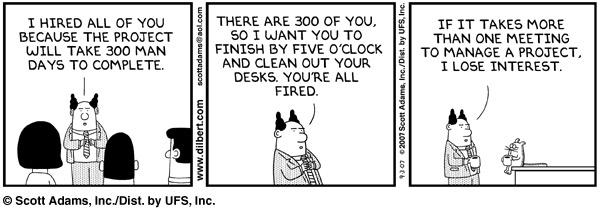 I HIRED ALL OF YOU
BECAUSE THE PROJECT
WILL TAKE 300 MAN
DAYS TO COMPLETE.
www.dilbert.com
scottadams@aol.com
THERE ARE 300 OF YOU,
SO I WANT YOU TO
FINISH BY FIVE O'CLOCK
AND CLEAN OUT YOUR
DESKS. YOU'RE ALL
FIRED.
9-3-07 ©2007 Scott Adams, Inc./Dist. by UFS, Inc.
IF IT TAKES MORE
THAN ONE MEETING
TO MANAGE A PROJECT,
I LOSE INTEREST.
© Scott Adams, Inc./Dist. by UFS, Inc.